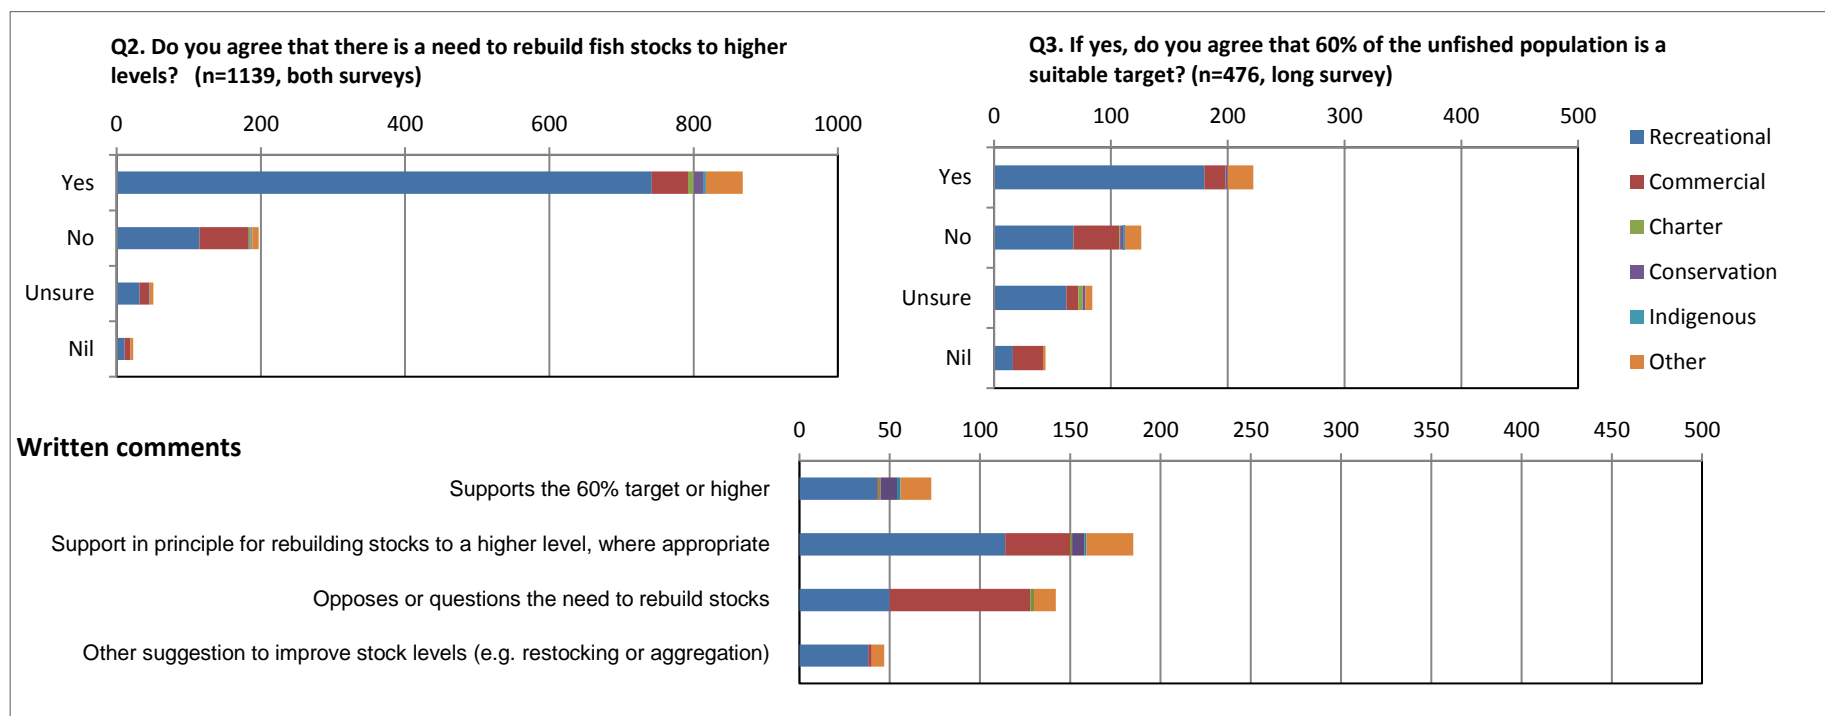 Q2. Do you agree that there is a need to rebuild fish stocks to higher
levels? (n=1139, both surveys)
0 200 400 600 800 1000
Yes
No
Unsure
Nil
Q3. If yes, do you agree that 60% of the unfished population is a
suitable target? (n=476, long survey)
0 100 200 300 400 500
Yes
No
Unsure
Nil
Recreational
Commercial
Charter
Conservation
Indigenous
Other
Written comments
0 50 100 150 200 250 300 350 400 450 500
Supports the 60% target or higher
Support in principle for rebuilding stocks to a higher level, where appropriate
Opposes or questions the need to rebuild stocks
Other suggestion to improve stock levels (e.g. restocking or aggregation)